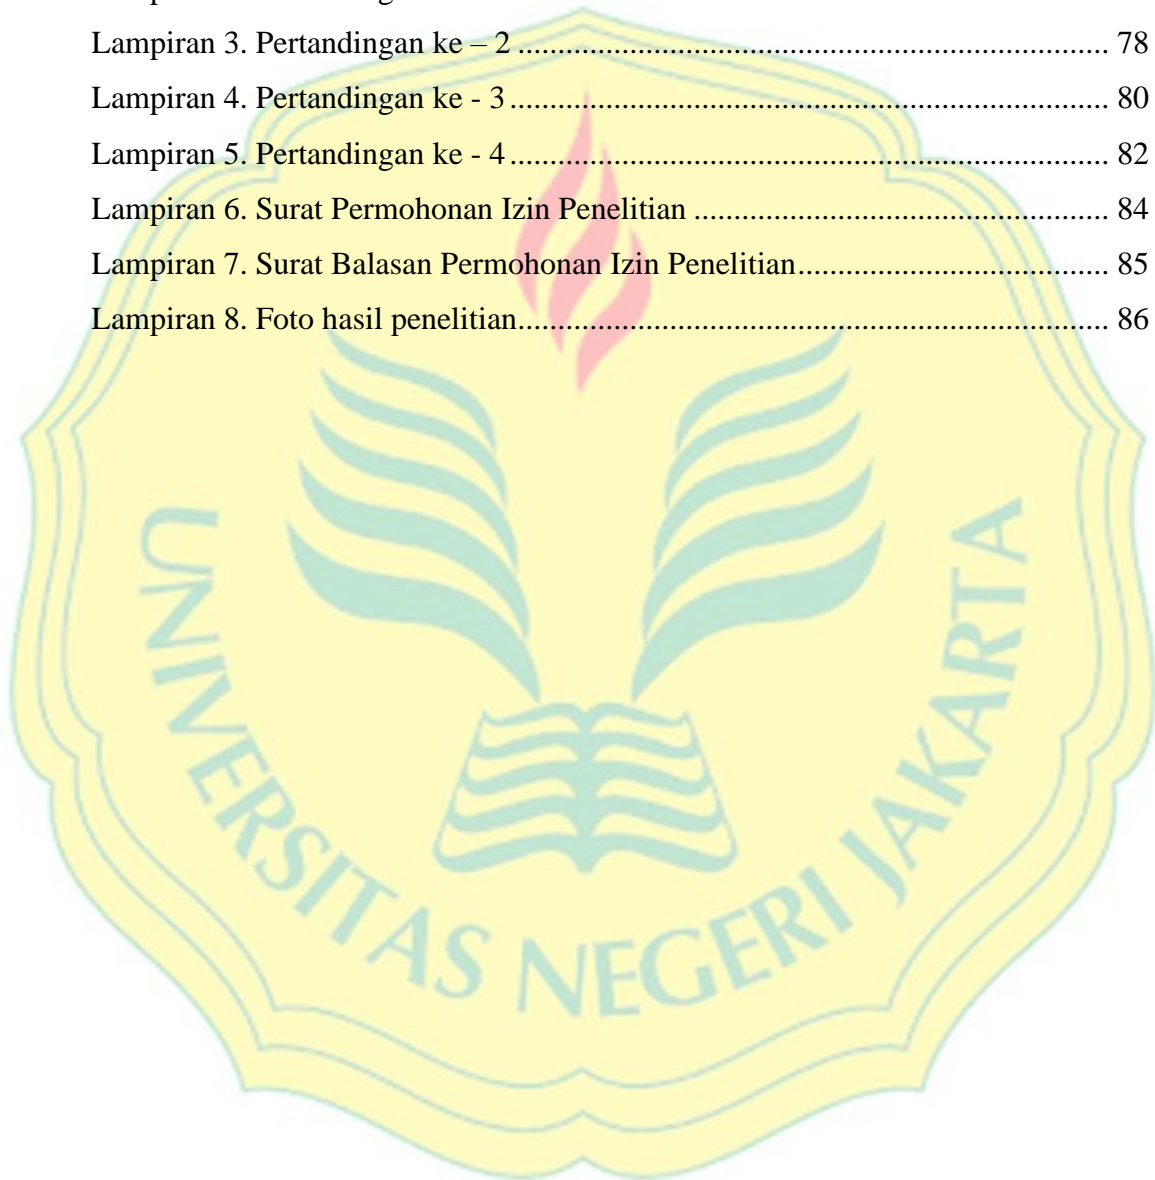 Lampiran 3. Pertandingan ke – 2 .......................................................................... 78
Lampiran 4. Pertandingan ke - 3 ........................................................................... 80
Lampiran 5. Pertandingan ke - 4 ........................................................................... 82
Lampiran 6. Surat Permohonan Izin Penelitian .................................................... 84
Lampiran 7. Surat Balasan Permohonan Izin Penelitian....................................... 85
Lampiran 8. Foto hasil penelitian.......................................................................... 86
UNIVERSITAS NEGERI JAKARTA